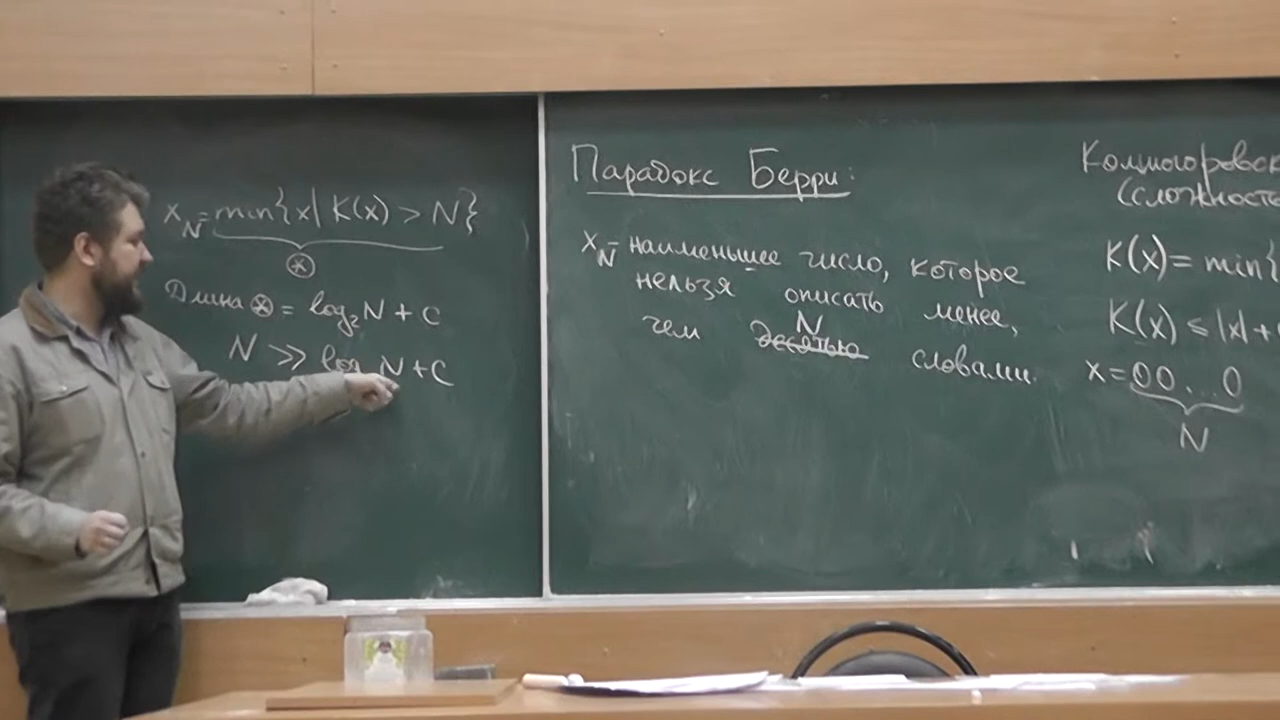 x_N = min{x | K(x) > N}
⊛
Длина ⊛ = log₂N + C
N >> log₂N + C
Парадокс Берри:
x_N - наименьшее число, которое
нельзя описать менее,
N
чем десятью словами.
Колмогоровск
(сложность
K(x) = min{
K(x) ≤ |x| +
x = 00...0
N